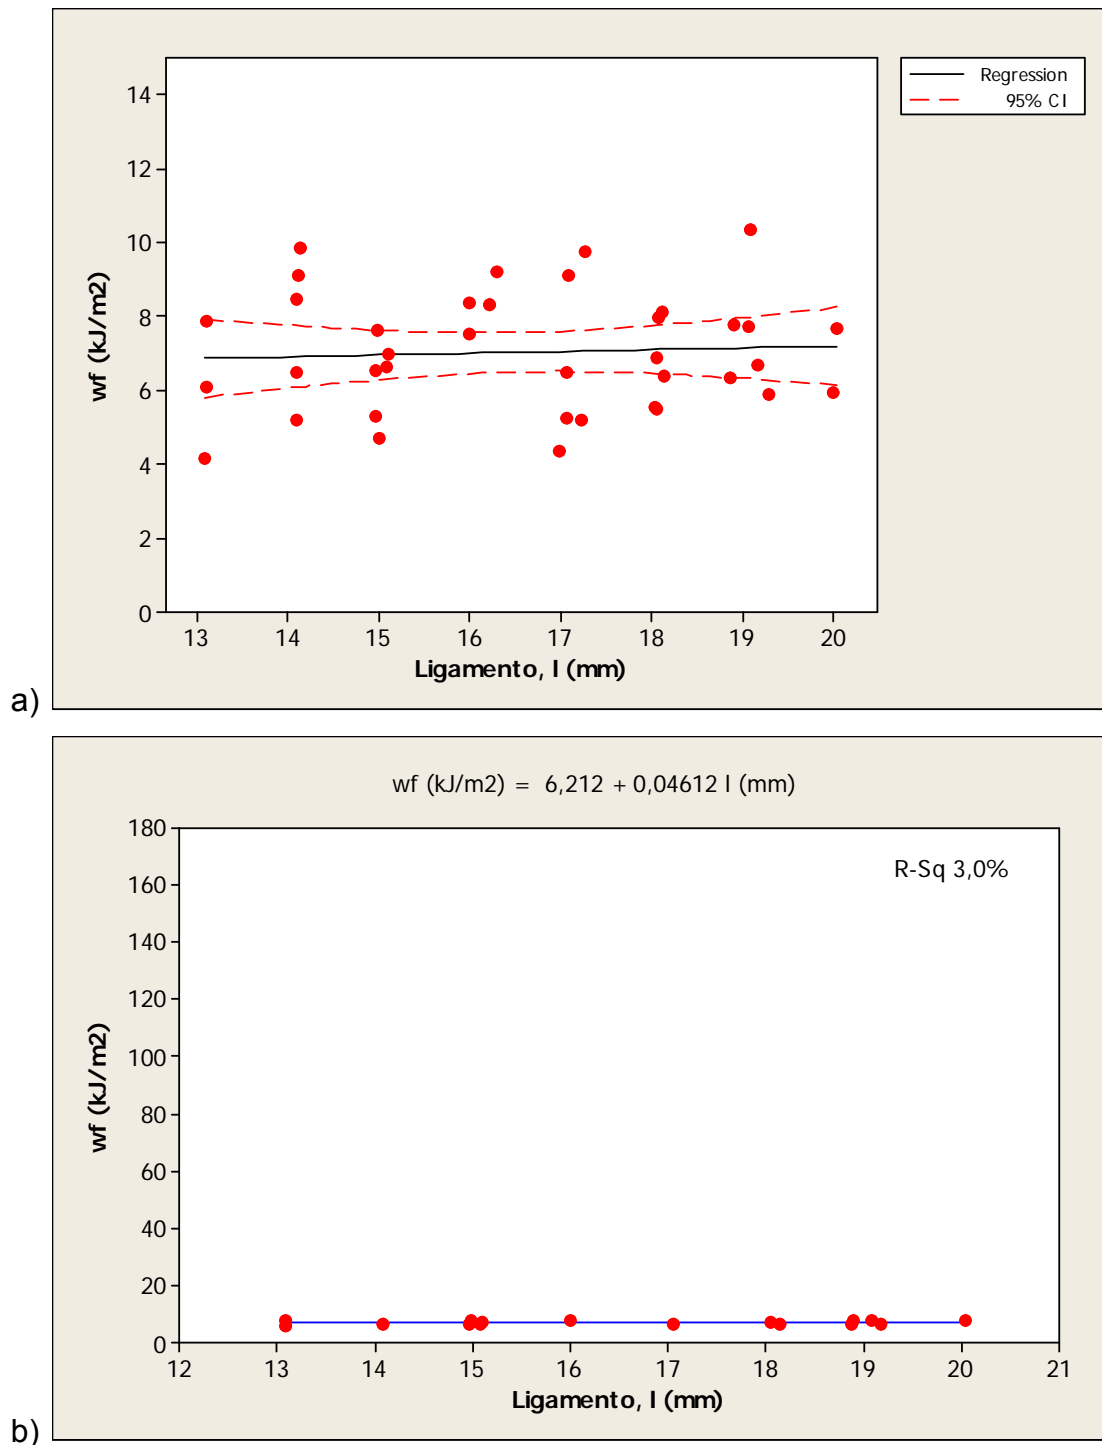 Regression
95% CI
14
12
10
8
6
4
2
0
wf (kJ/m2)
13 14 15 16 17 18 19 20
Ligamento, l (mm)
a)
wf (kJ/m2) = 6,212 + 0,04612 l (mm)
R-Sq 3,0%
180
160
140
120
100
80
60
40
20
0
wf (kJ/m2)
12 13 14 15 16 17 18 19 20 21
Ligamento, l (mm)
b)